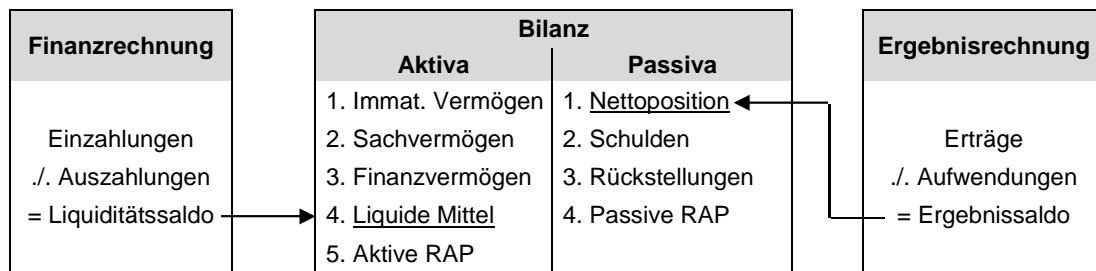 Finanzrechnung
Einzahlungen
./. Auszahlungen
= Liquiditätssaldo
Bilanz
Aktiva
1. Immat. Vermögen
2. Sachvermögen
3. Finanzvermögen
4. Liquide Mittel
5. Aktive RAP
Passiva
1. Nettoposition
2. Schulden
3. Rückstellungen
4. Passive RAP
Ergebnisrechnung
Erträge
./. Aufwendungen
= Ergebnissaldo